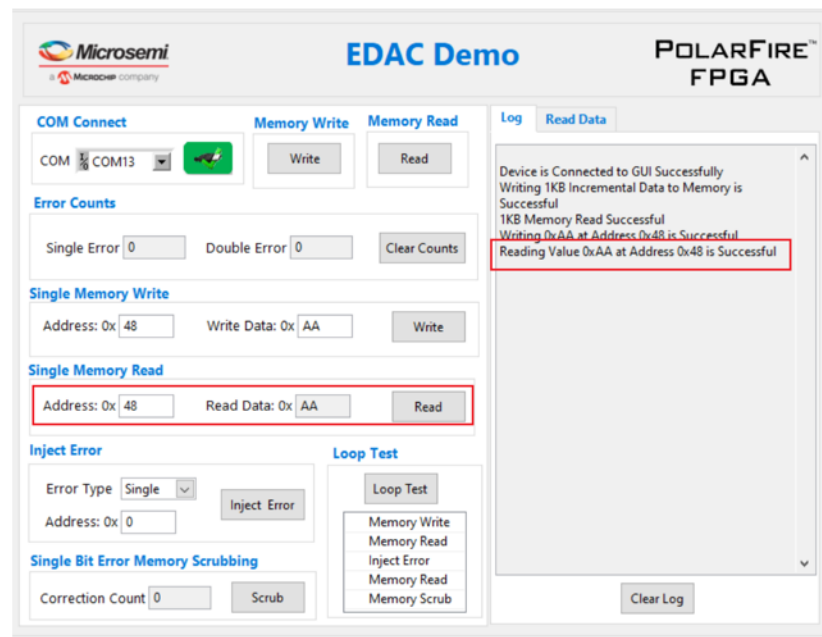 Microsemi
a MICROCHIP company
EDAC Demo
POLARFIRE™
FPGA
COM Connect
COM COM13
Memory Write
Write
Memory Read
Read
Error Counts
Single Error 0 Double Error 0 Clear Counts
Single Memory Write
Address: 0x 48 Write Data: 0x AA Write
Single Memory Read
Address: 0x 48 Read Data: 0x AA Read
Inject Error
Error Type Single
Address: 0x 0
Inject Error
Single Bit Error Memory Scrubbing
Correction Count 0 Scrub
Loop Test
Loop Test
Memory Write
Memory Read
Inject Error
Memory Read
Memory Scrub
Log Read Data
Device is Connected to GUI Successfully
Writing 1KB Incremental Data to Memory is
Successful
1KB Memory Read Successful
Writing 0xAA at Address 0x48 is Successful
Reading Value 0xAA at Address 0x48 is Successful
Clear Log